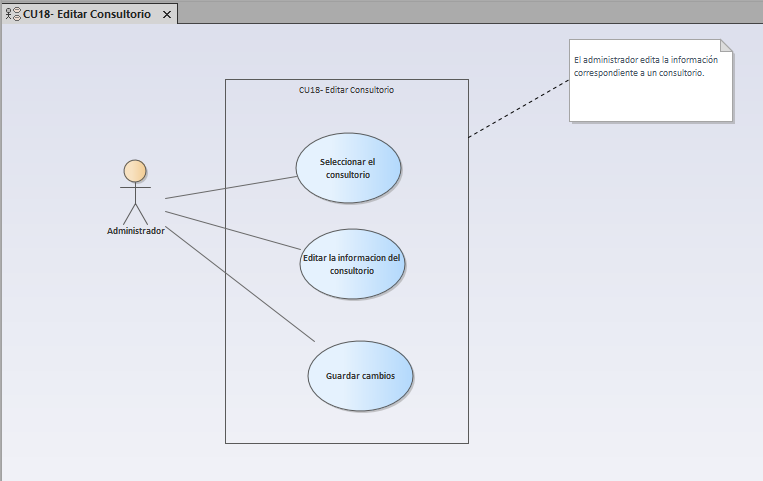 CU18- Editar Consultorio
El administrador edita la información
correspondiente a un consultorio.
CU18- Editar Consultorio
Seleccionar el
consultorio
Administrador
Editar la informacion del
consultorio
Guardar cambios